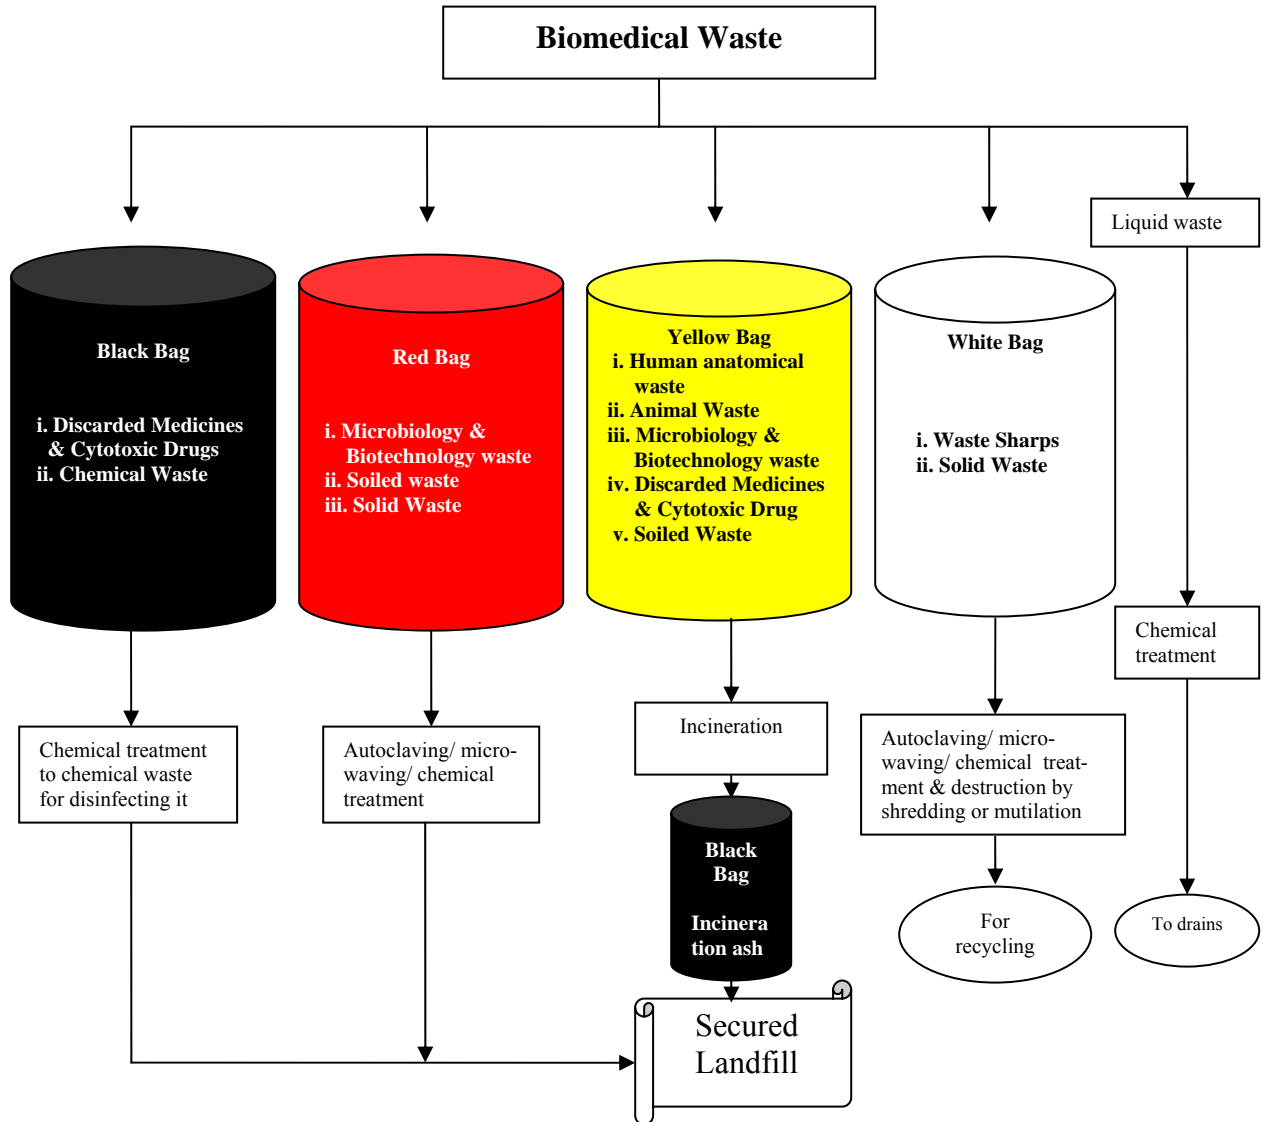 Biomedical Waste
Liquid waste
Black Bag
i. Discarded Medicines
& Cytotoxic Drugs
ii. Chemical Waste
Red Bag
i. Microbiology &
Biotechnology waste
ii. Soiled waste
iii. Solid Waste
Yellow Bag
i. Human anatomical
waste
ii. Animal Waste
iii. Microbiology &
Biotechnology waste
iv. Discarded Medicines
& Cytotoxic Drug
v. Soiled Waste
White Bag
i. Waste Sharps
ii. Solid Waste
Chemical
treatment
Chemical treatment
to chemical waste
for disinfecting it
Autoclaving/ micro-
waving/ chemical
treatment
Incineration
Autoclaving/ micro-
waving/ chemical treat-
ment & destruction by
shredding or mutilation
Black
Bag
Incinera
tion ash
For
recycling
To drains
Secured
Landfill